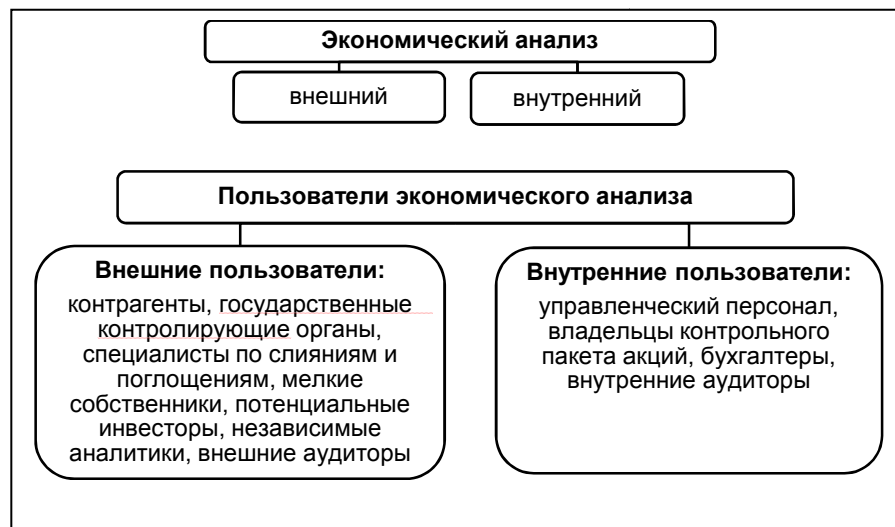 Экономический анализ
внешний
внутренний
Пользователи экономического анализа
Внешние пользователи:
контрагенты, государственные
контролирующие органы,
специалисты по слияниям и
поглощениям, мелкие
собственники, потенциальные
инвесторы, независимые
аналитики, внешние аудиторы
Внутренние пользователи:
управленческий персонал,
владельцы контрольного
пакета акций, бухгалтеры,
внутренние аудиторы